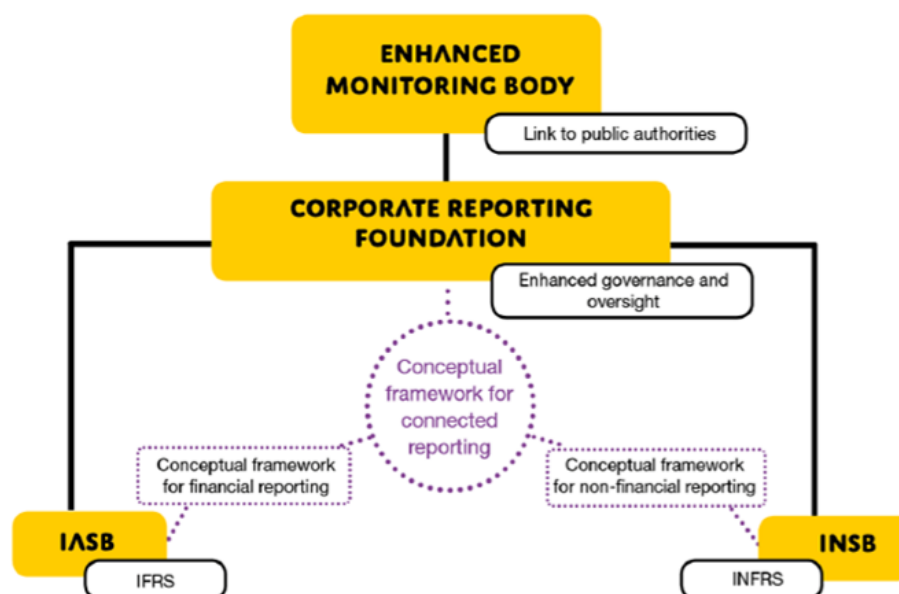 ENHANCED
MONITORING BODY
Link to public authorities
CORPORATE REPORTING
FOUNDATION
Enhanced governance and
oversight
Conceptual
framework for
connected
reporting
Conceptual framework
for financial reporting
Conceptual framework
for non-financial reporting
IASB
IFRS
INSB
INFRS